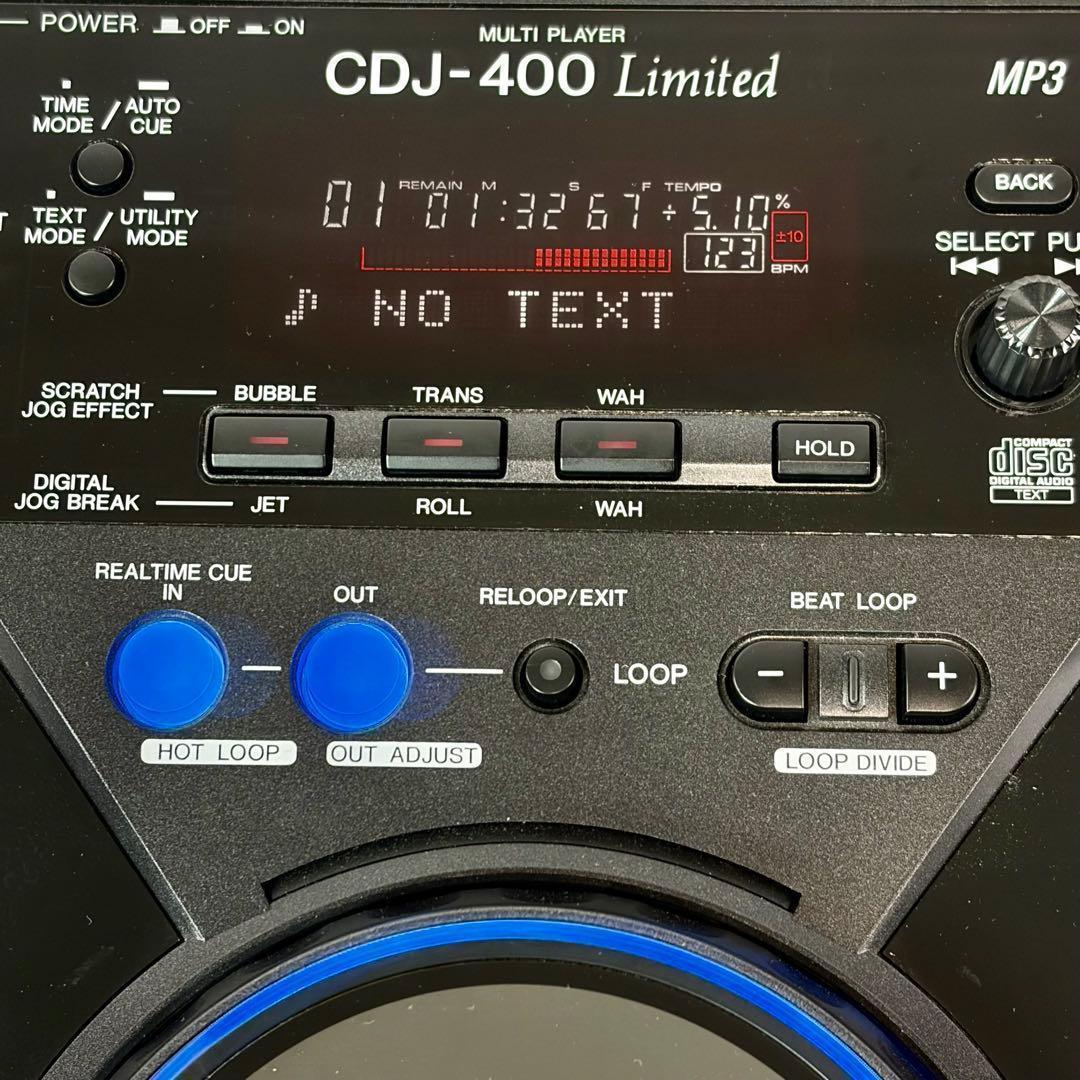 POWER OFF ON
MULTI PLAYER
CDJ-400 Limited
MP3
TIME MODE / AUTO CUE
TEXT MODE / UTILITY MODE
REMAIN M S F TEMPO
01 01:32 67 ÷5.10%
±10
123
BPM
♪ NO TEXT
BACK
SELECT PU
SCRATCH
JOG EFFECT
BUBBLE TRANS WAH
HOLD
DIGITAL
JOG BREAK
JET ROLL WAH
COMPACT
disc
DIGITAL AUDIO
TEXT
REALTIME CUE
IN OUT RELOOP/EXIT
BEAT LOOP
LOOP
- +
HOT LOOP OUT ADJUST
LOOP DIVIDE